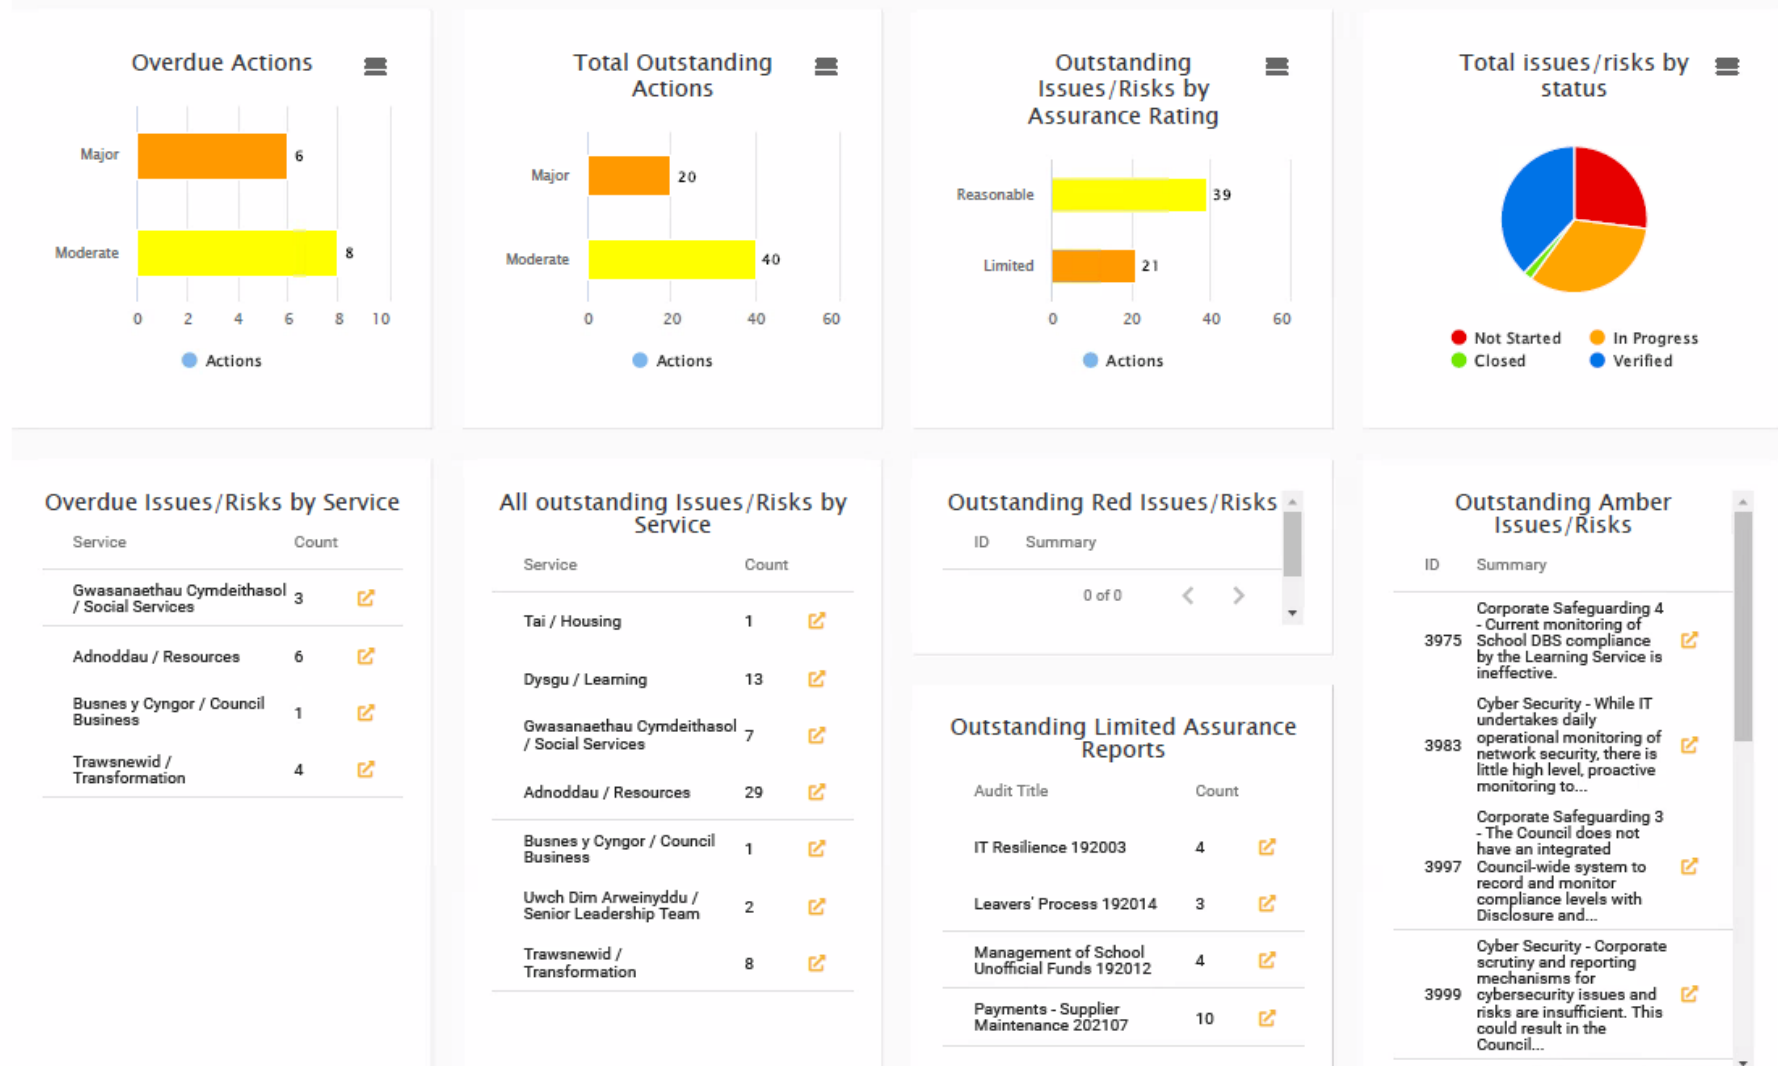 Overdue Actions
Major
6
Moderate
8
0 2 4 6 8 10
Actions
Total Outstanding
Actions
Major
20
Moderate
40
0 20 40 60
Actions
Outstanding
Issues/Risks by
Assurance Rating
Reasonable
39
Limited
21
0 20 40 60
Actions
Total issues/risks by
status
Not Started
In Progress
Closed
Verified
Overdue Issues/Risks by Service
Service Count
Gwasanaethau Cymdeithasol
/ Social Services
3
Adnoddau / Resources 6
Busnes y Cyngor / Council
Business
1
Trawsnewid /
Transformation
4
All outstanding Issues/Risks by
Service
Service Count
Tai / Housing 1
Dysgu / Learning 13
Gwasanaethau Cymdeithasol
/ Social Services
7
Adnoddau / Resources 29
Busnes y Cyngor / Council
Business
1
Uwch Dim Arweinyddu /
Senior Leadership Team
2
Trawsnewid /
Transformation
8
Outstanding Red Issues/Risks
ID Summary
0 of 0
Outstanding Limited Assurance
Reports
Audit Title Count
IT Resilience 192003 4
Leavers' Process 192014 3
Management of School
Unofficial Funds 192012
4
Payments - Supplier
Maintenance 202107
10
Outstanding Amber
Issues/Risks
ID Summary
3975
Corporate Safeguarding 4
- Current monitoring of
School DBS compliance
by the Learning Service is
ineffective.
3983
Cyber Security - While IT
undertakes daily
operational monitoring of
network security, there is
little high level, proactive
monitoring to...
3997
Corporate Safeguarding 3
- The Council does not
have an integrated
Council-wide system to
record and monitor
compliance levels with
Disclosure and...
3999
Cyber Security - Corporate
scrutiny and reporting
mechanisms for
cybersecurity issues and
risks are insufficient. This
could result in the
Council...